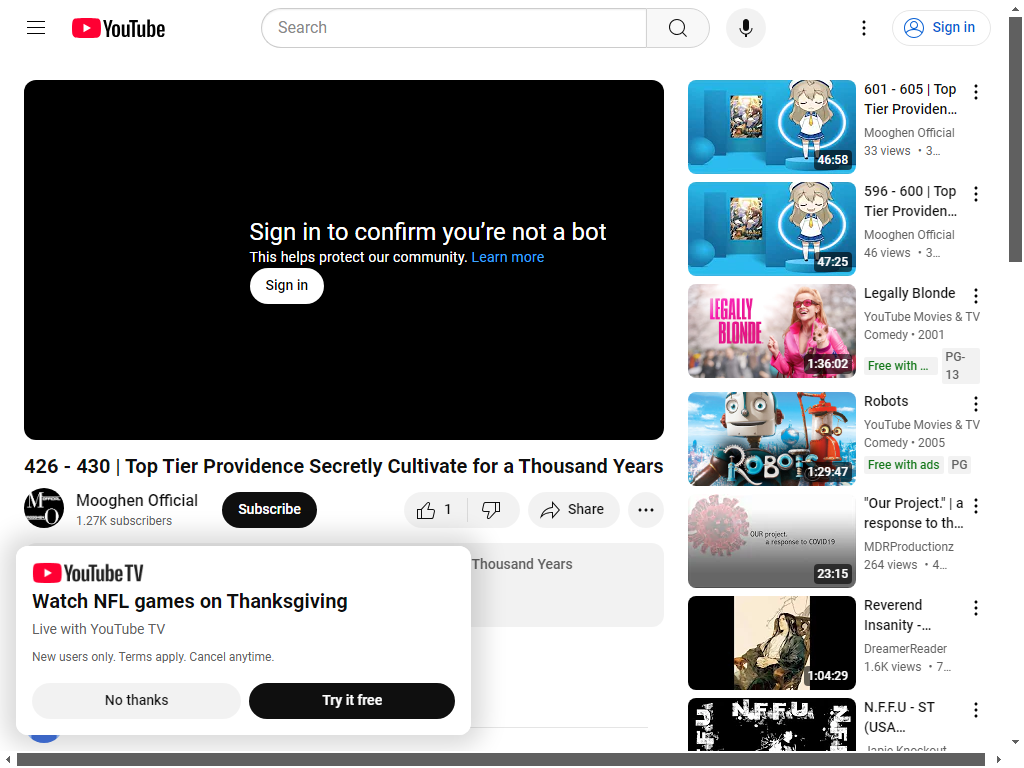 YouTube
Search
Sign in
Sign in to confirm you’re not a bot
This helps protect our community. Learn more
Sign in
426 - 430 | Top Tier Providence Secretly Cultivate for a Thousand Years
Mooghen Official
1.27K subscribers
Subscribe
1
Share
Thousand Years
YouTube TV
Watch NFL games on Thanksgiving
Live with YouTube TV
New users only. Terms apply. Cancel anytime.
No thanks
Try it free
46:58
601 - 605 | Top
Tier Providen…
Mooghen Official
33 views • 3…
47:25
596 - 600 | Top
Tier Providen…
Mooghen Official
46 views • 3…
LEGALLY
BLONDE
1:36:02
Legally Blonde
YouTube Movies & TV
Comedy • 2001
Free with …
PG-
13
ROBOTS
1:29:47
Robots
YouTube Movies & TV
Comedy • 2005
Free with ads
PG
OUR project.
a response to COVID19
23:15
"Our Project." | a
response to th…
MDRProductionz
264 views • 4…
1:04:29
Reverend
Insanity -…
DreamerReader
1.6K views • 7…
N.F.F.U.
N.F.F.U - ST
(USA…